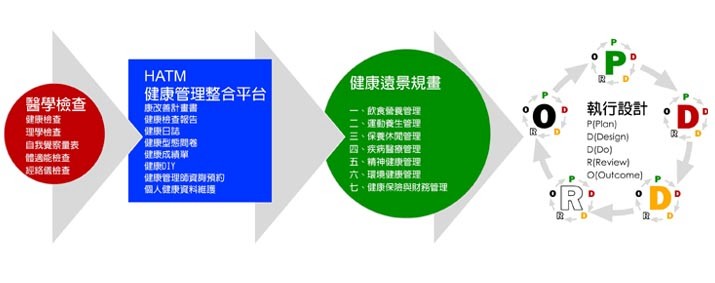 醫學檢查
健康檢查
理學檢查
自我覺察量表
體適能檢查
經絡儀檢查
HATM
健康管理整合平台
康改善計畫書
健康檢查報告
健康日誌
健康型態問卷
健康成績單
健康DIY
健康管理師資與預約
個人健康資料維護
健康遠景規畫
一、飲食營養管理
二、運動養生管理
三、保養休閒管理
四、疾病醫療管理
五、精神健康管理
六、環境健康管理
七、健康保險與財務管理
執行設計
P(Plan)
D(Design)
D(Do)
R(Review)
O(Outcome)
P
P
D
D
R
O
D
P
D
D
R
O
D
P
D
D
R
O
R
P
D
D
R
O
O
P
D
D
R